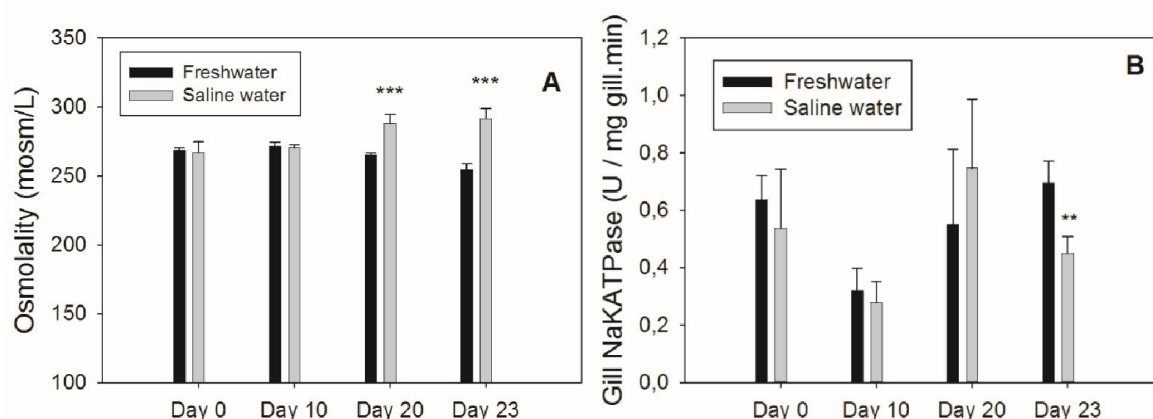 Osmolality (mosm/L)
350
300
250
200
150
100
Freshwater
Saline water
A
***
***
Day 0
Day 10
Day 20
Day 23
Gill NaKATPase (U / mg gill.min)
1,2
1,0
0,8
0,6
0,4
0,2
0,0
Freshwater
Saline water
B
**
Day 0
Day 10
Day 20
Day 23